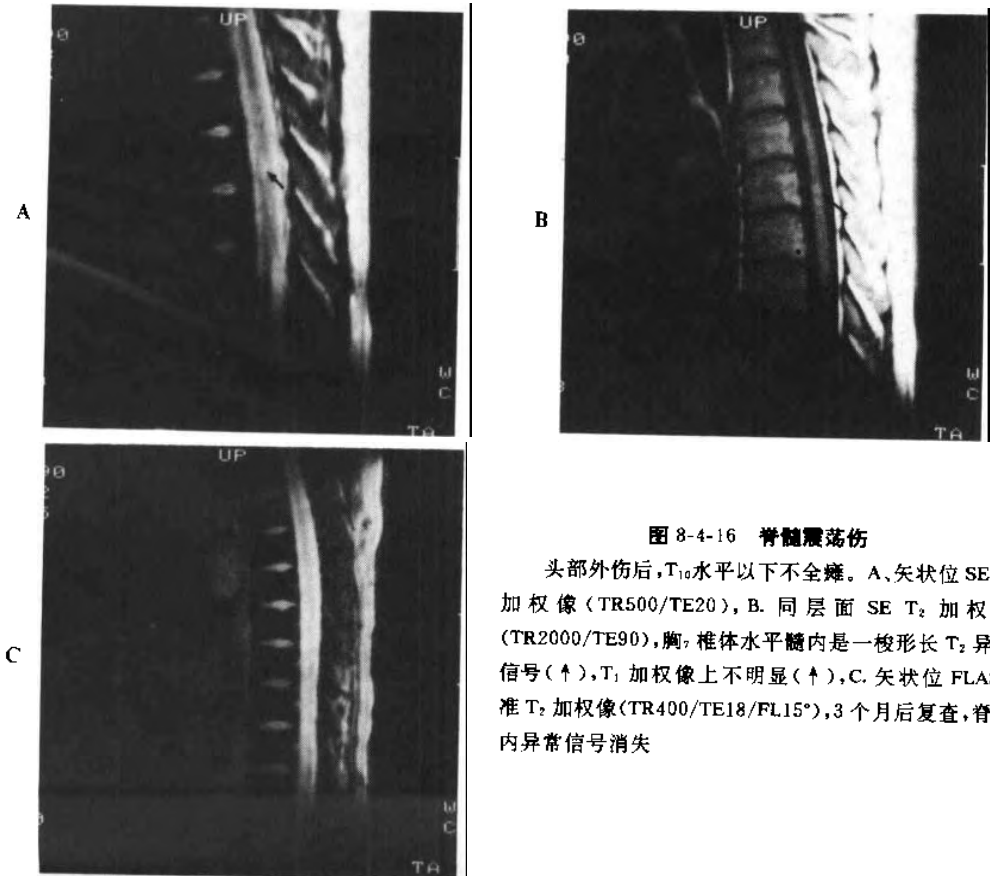 UP
90
A
W
C
TA
UP
90
B
W
C
TA
UP
90
C
W
C
TA
图 8-4-16 脊髓震荡伤
头部外伤后,T₁₀水平以下不全瘫。A、矢状位 SE
加权像(TR500/TE20), B. 同层面 SE T₂ 加权
(TR2000/TE90),胸₇ 椎体水平髓内是一梭形长 T₂ 异
信号(↑),T₁ 加权像上不明显(↑),C. 矢状位 FLA
准 T₂ 加权像(TR400/TE18/FL15°),3 个月后复查,脊
内异常信号消失